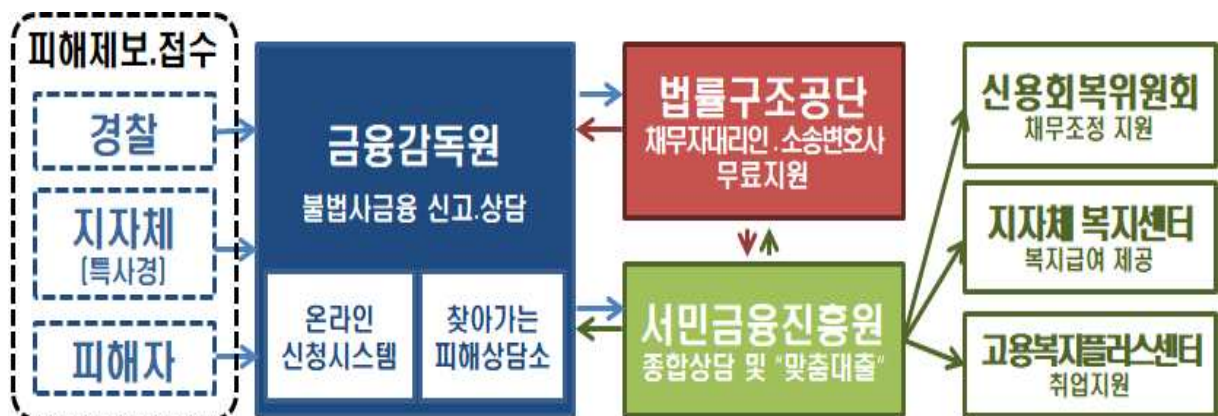 피해제보.접수
경찰
지자체
(특사경)
피해자
금융감독원
불법사금융 신고.상담
온라인
신청시스템
찾아가는
피해상담소
법률구조공단
채무자대리인.소송변호사
무료지원
서민금융진흥원
종합상담 및 "맞춤대출"
신용회복위원회
채무조정 지원
지자체 복지센터
복지급여 제공
고용복지플러스센터
취업지원